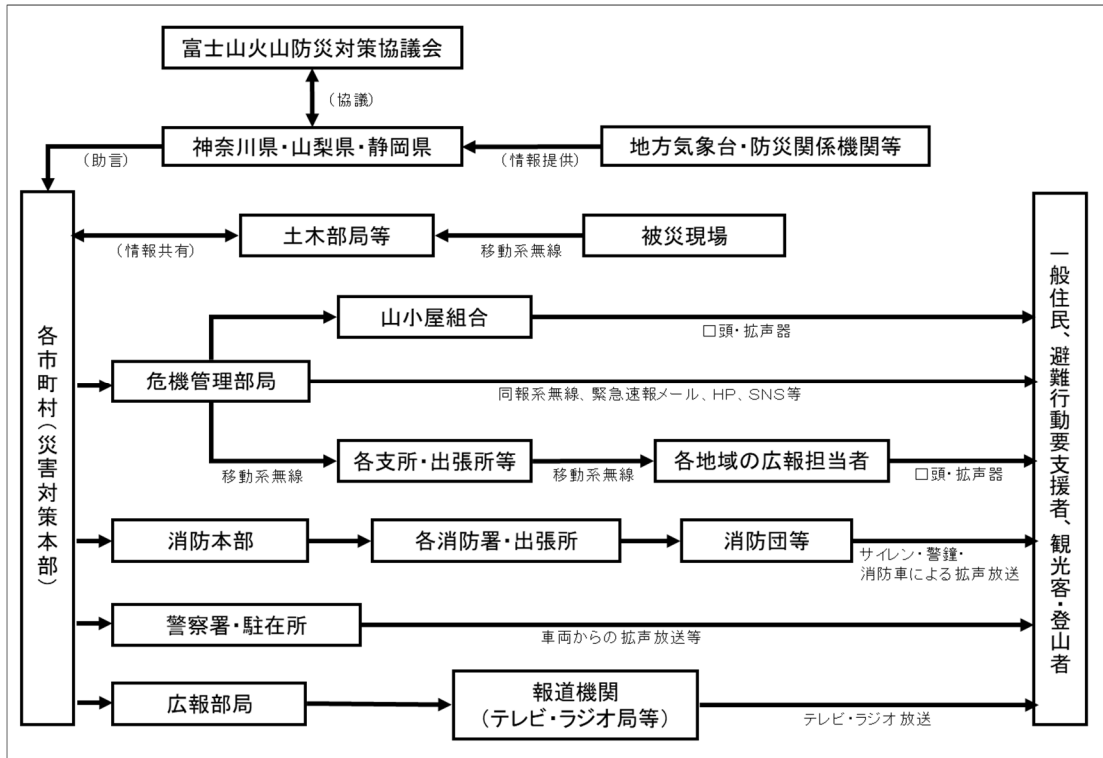 富士山火山防災対策協議会
（協議）
神奈川県・山梨県・静岡県
（情報提供）
地方気象台・防災関係機関等
（助言）
各市町村（災害対策本部）
（情報共有）
土木部局等
移動系無線
被災現場
山小屋組合
口頭・拡声器
危機管理部局
同報系無線、緊急速報メール、HP、SNS等
移動系無線
各支所・出張所等
移動系無線
各地域の広報担当者
口頭・拡声器
消防本部
各消防署・出張所
消防団等
サイレン・警鐘・
消防車による拡声放送
警察署・駐在所
車両からの拡声放送等
広報部局
報道機関
（テレビ・ラジオ局等）
テレビ・ラジオ放送
一般住民、避難行動要支援者、観光客・登山者